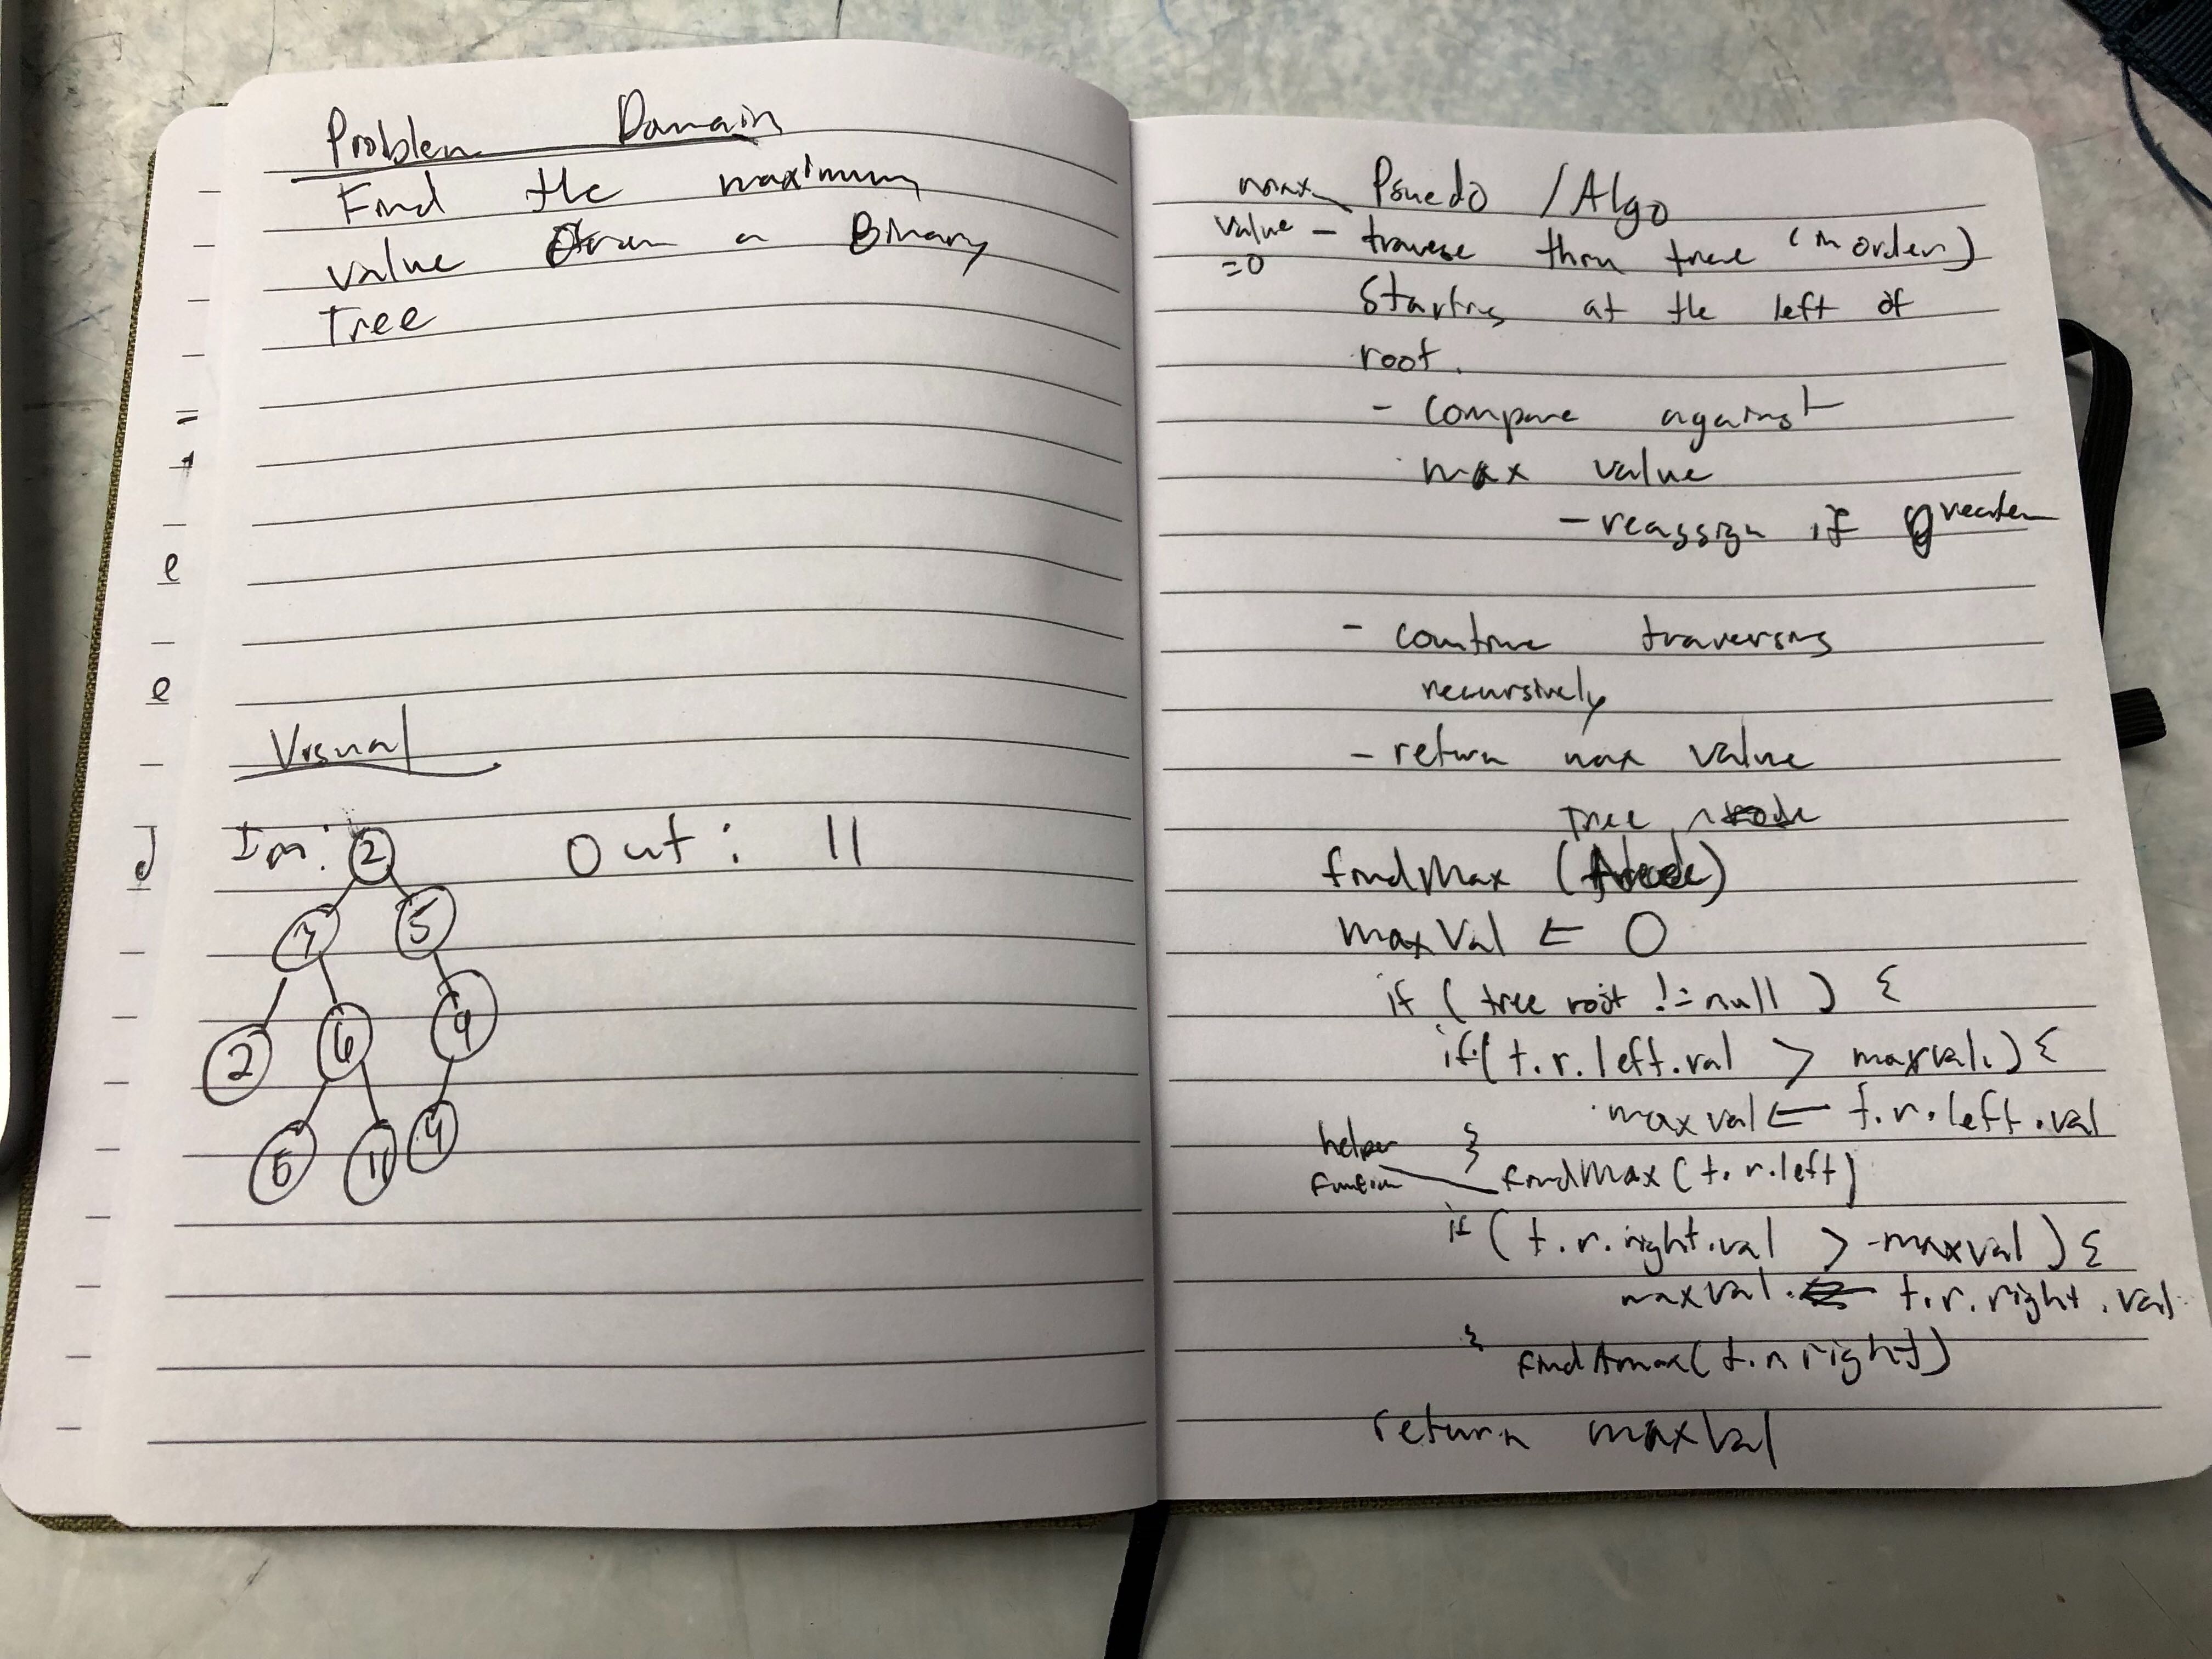 Problem Domain
Find the maximum
value from a Binary
Tree
Visual
In: Out: 11
2
7 5
2 6 9
5 11 4
e
e
max
value
=0
Psuedo / Algo
- traverse thru tree (in order)
starting at the left of
root.
- compare against
max value
- reassign if greater
- continue traversing
recursively
- return max value
Tree node
findMax ( )
maxVal ← 0
if ( tree root != null ) {
if( t.r.left.val > maxval ) {
maxval ← t.r.left.val
}
helper
function
findMax ( t.r.left )
if ( t.r.right.val > maxval ) {
maxval ← t.r.right.val
}
findMax( t.r.right )
return maxVal